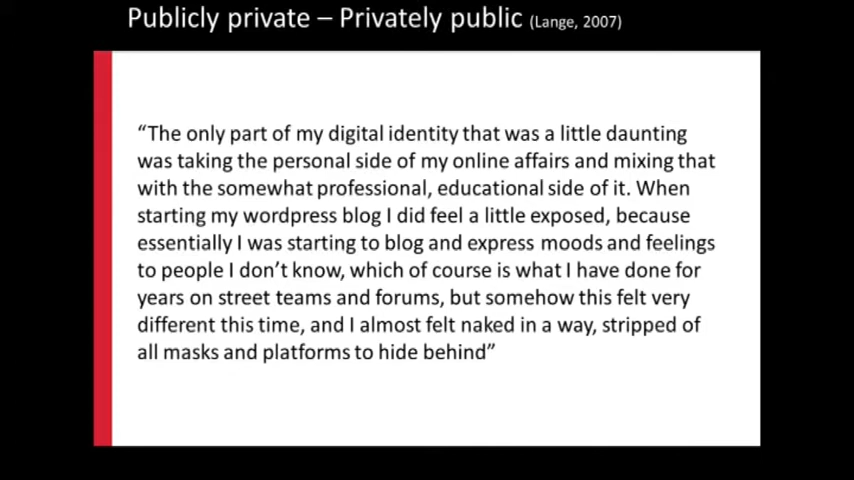 Publicly private – Privately public (Lange, 2007)
“The only part of my digital identity that was a little daunting
was taking the personal side of my online affairs and mixing that
with the somewhat professional, educational side of it. When
starting my wordpress blog I did feel a little exposed, because
essentially I was starting to blog and express moods and feelings
to people I don’t know, which of course is what I have done for
years on street teams and forums, but somehow this felt very
different this time, and I almost felt naked in a way, stripped of
all masks and platforms to hide behind”